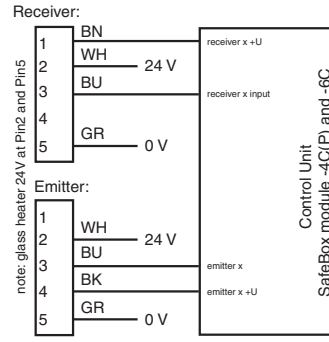 Receiver:
note: glass heater 24V at Pin2 and Pin5
1 BN receiver x +U
2 WH 24 V
3 BU receiver x input
4
5 GR 0 V
Emitter:
1
2 WH 24 V
3 BU emitter x
4 BK emitter x +U
5 GR 0 V
Control Unit
SafeBox module -4C(P) and -6C